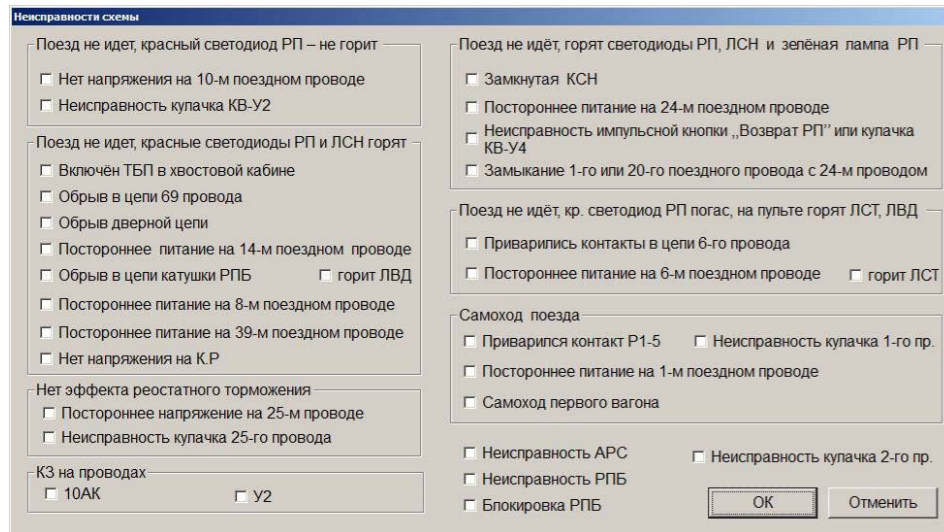 Неисправности схемы
Поезд не идет, красный светодиод РП – не горит
Нет напряжения на 10-м поездном проводе
Неисправность кулачка КВ-У2
Поезд не идет, красные светодиоды РП и ЛСН горят
Включён ТБП в хвостовой кабине
Обрыв в цепи 69 провода
Обрыв дверной цепи
Постороннее питание на 14-м поездном проводе
Обрыв в цепи катушки РПБ
горит ЛВД
Постороннее питание на 8-м поездном проводе
Постороннее питание на 39-м поездном проводе
Нет напряжения на К.Р
Нет эффекта реостатного торможения
Постороннее напряжение на 25-м проводе
Неисправность кулачка 25-го провода
КЗ на проводах
10АК
У2
Поезд не идёт, горят светодиоды РП, ЛСН и зелёная лампа РП
Замкнутая КСН
Постороннее питание на 24-м поездном проводе
Неисправность импульсной кнопки ,,Возврат РП" или кулачка
КВ-У4
Замыкание 1-го или 20-го поездного провода с 24-м проводом
Поезд не идёт, кр. светодиод РП погас, на пульте горят ЛСТ, ЛВД
Приварились контакты в цепи 6-го провода
Постороннее питание на 6-м поездном проводе
горит ЛСТ
Самоход поезда
Приварился контакт Р1-5
Неисправность кулачка 1-го пр.
Постороннее питание на 1-м поездном проводе
Самоход первого вагона
Неисправность АРС
Неисправность кулачка 2-го пр.
Неисправность РПБ
Блокировка РПБ
ОК
Отменить